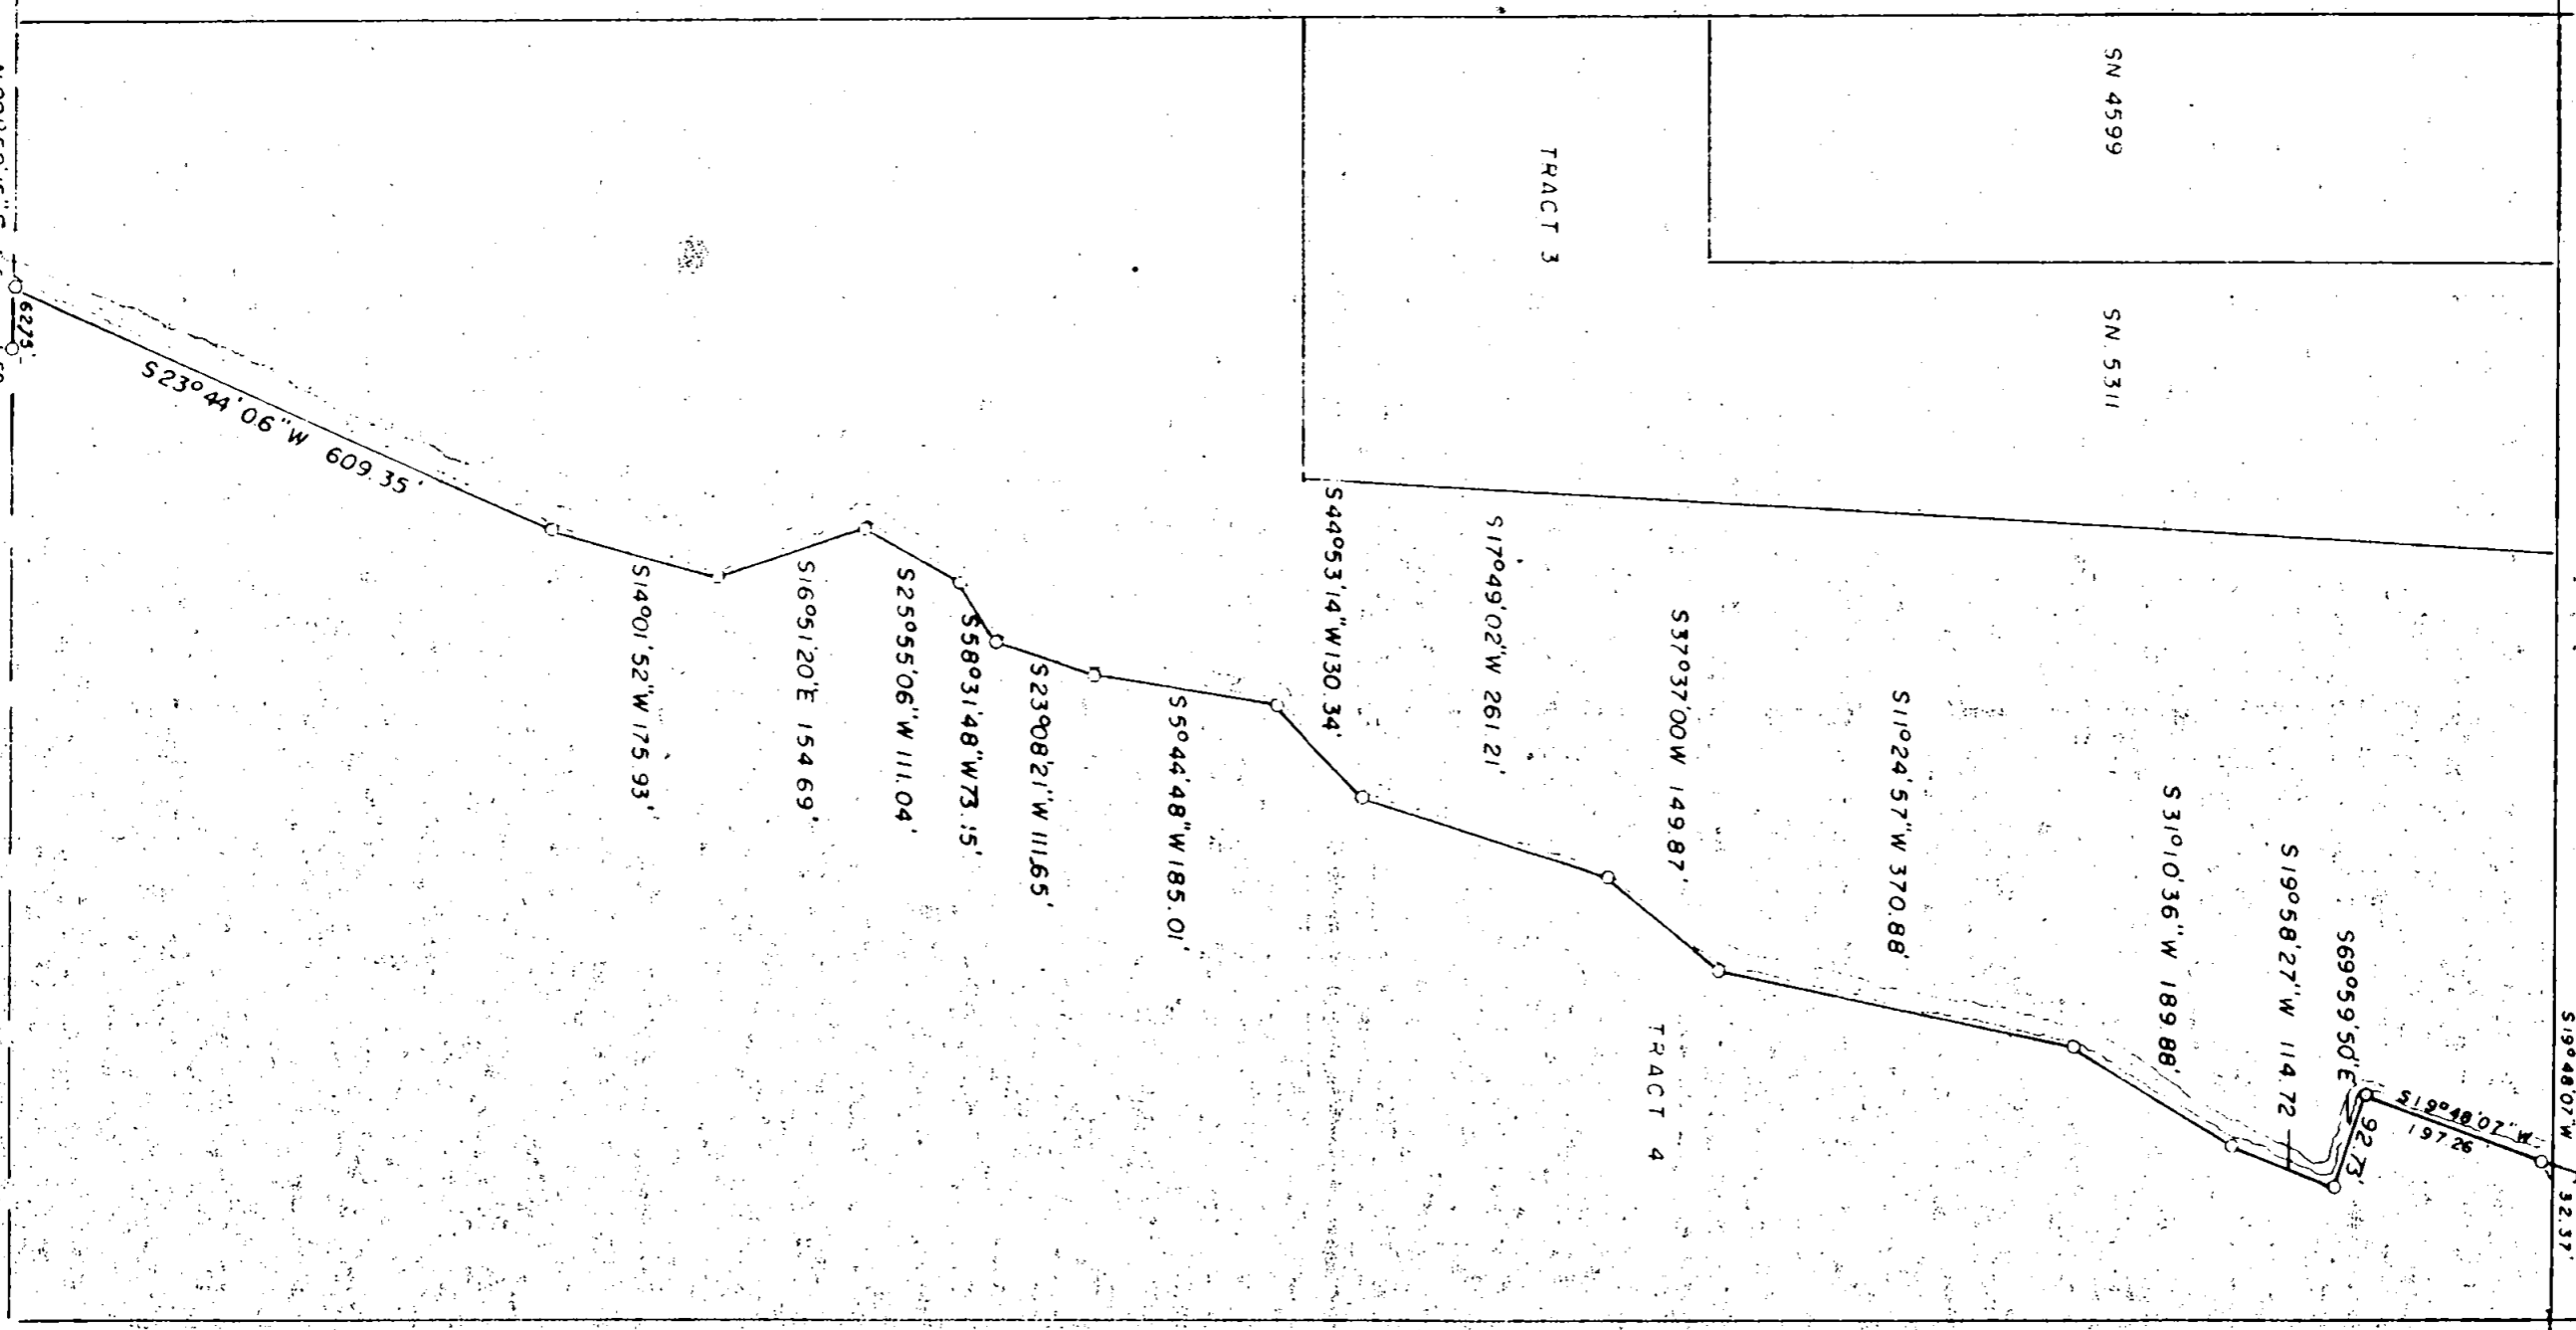 SN 4599
SN 5311
TRACT 3
S19°48'07"W 32.37'
S19°48'07"W
197.26
S69°59'50"E 92.73'
S19°58'27"W 114.72
S31°10'36"W 189.88'
S11°24'57"W 370.88'
TRACT 4
S37°37'00W 149.87'
S17°49'02"W 261.21'
S44°53'14"W 130.34'
S5°44'48"W 185.01'
S23°08'21"W 111.65'
S58°31'48"W 73.15'
S25°55'06"W 111.04'
S16°51'20"E 154.69'
S14°01'52"W 175.93'
S23°44'06"W 609.35'
62.75'